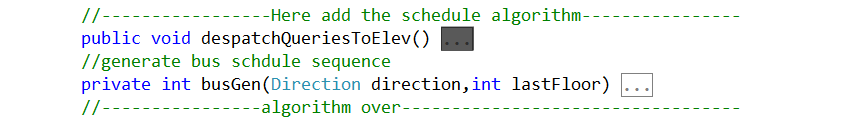 //-----------------Here add the schedule algorithm----------------
public void despatchQueriesToElev() ...
//generate bus schdule sequence
private int busGen(Direction direction,int lastFloor) ...
//----------------algorithm over----------------------------------